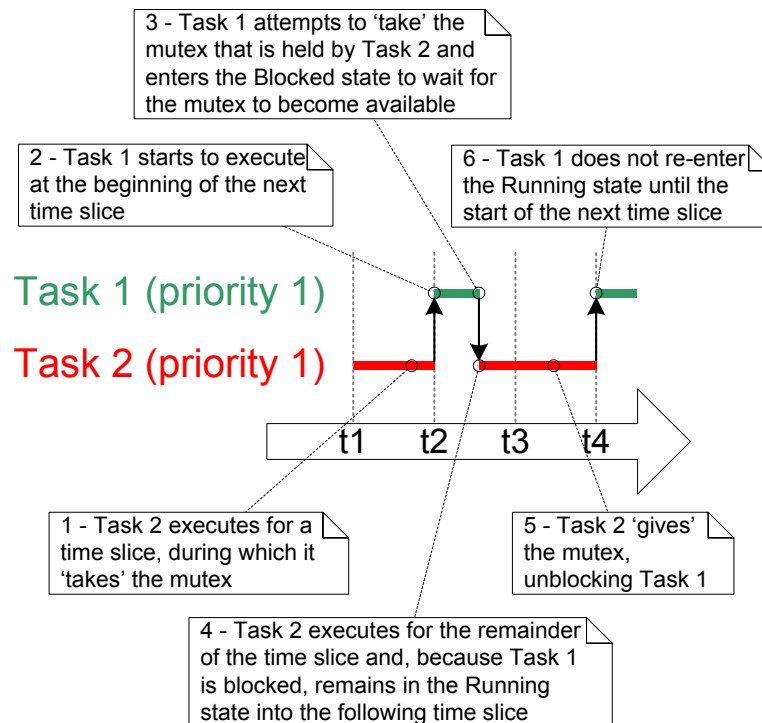 3 - Task 1 attempts to ‘take’ the
mutex that is held by Task 2 and
enters the Blocked state to wait for
the mutex to become available
2 - Task 1 starts to execute
at the beginning of the next
time slice
6 - Task 1 does not re-enter
the Running state until the
start of the next time slice
Task 1 (priority 1)
Task 2 (priority 1)
t1 t2 t3 t4
1 - Task 2 executes for a
time slice, during which it
‘takes’ the mutex
5 - Task 2 ‘gives’
the mutex,
unblocking Task 1
4 - Task 2 executes for the remainder
of the time slice and, because Task 1
is blocked, remains in the Running
state into the following time slice